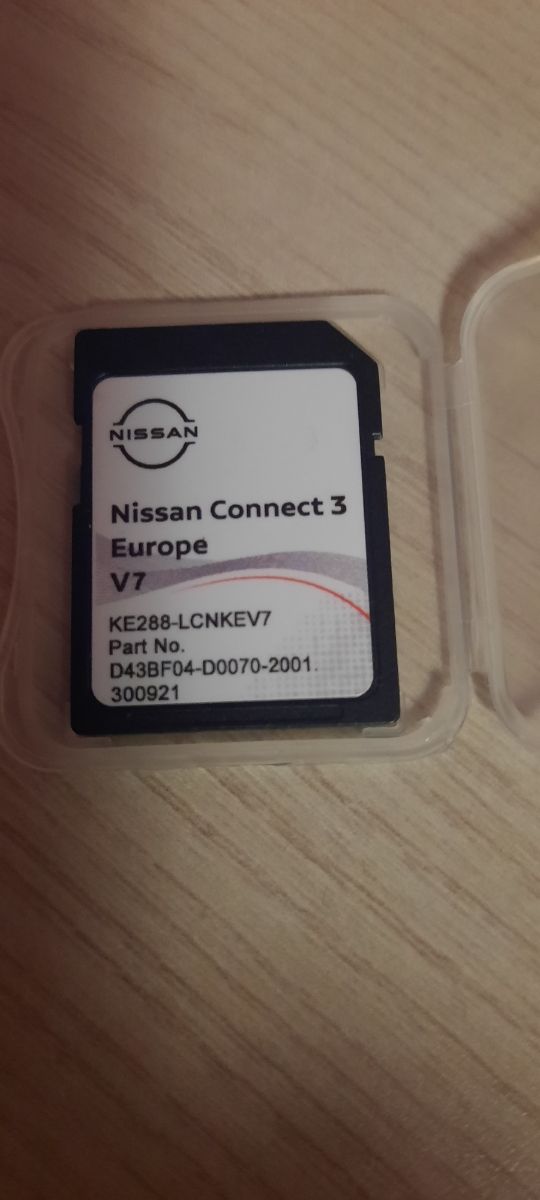 NISSAN
Nissan Connect 3
Europe
V7
KE288-LCNKEV7
Part No.
D43BF04-D0070-2001.
300921